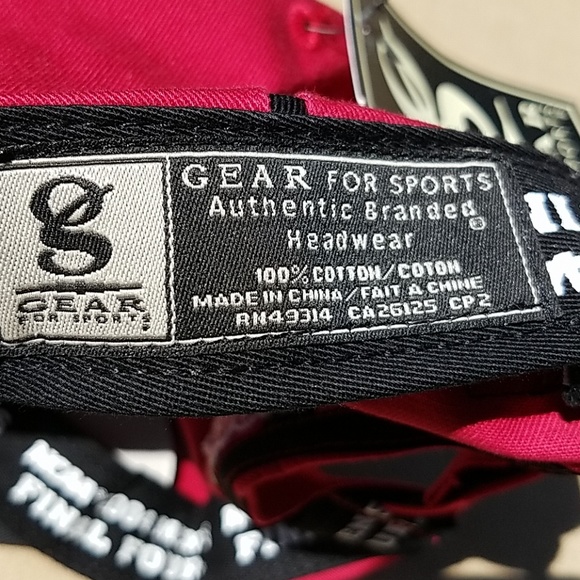 GS
GEAR
FOR SPORTS
GEAR FOR SPORTS
Authentic Branded®
Headwear
100% COTTON/COTON
MADE IN CHINA/FAIT A CHINE
RN49314 CA26125 CP2
FINAL FOUR